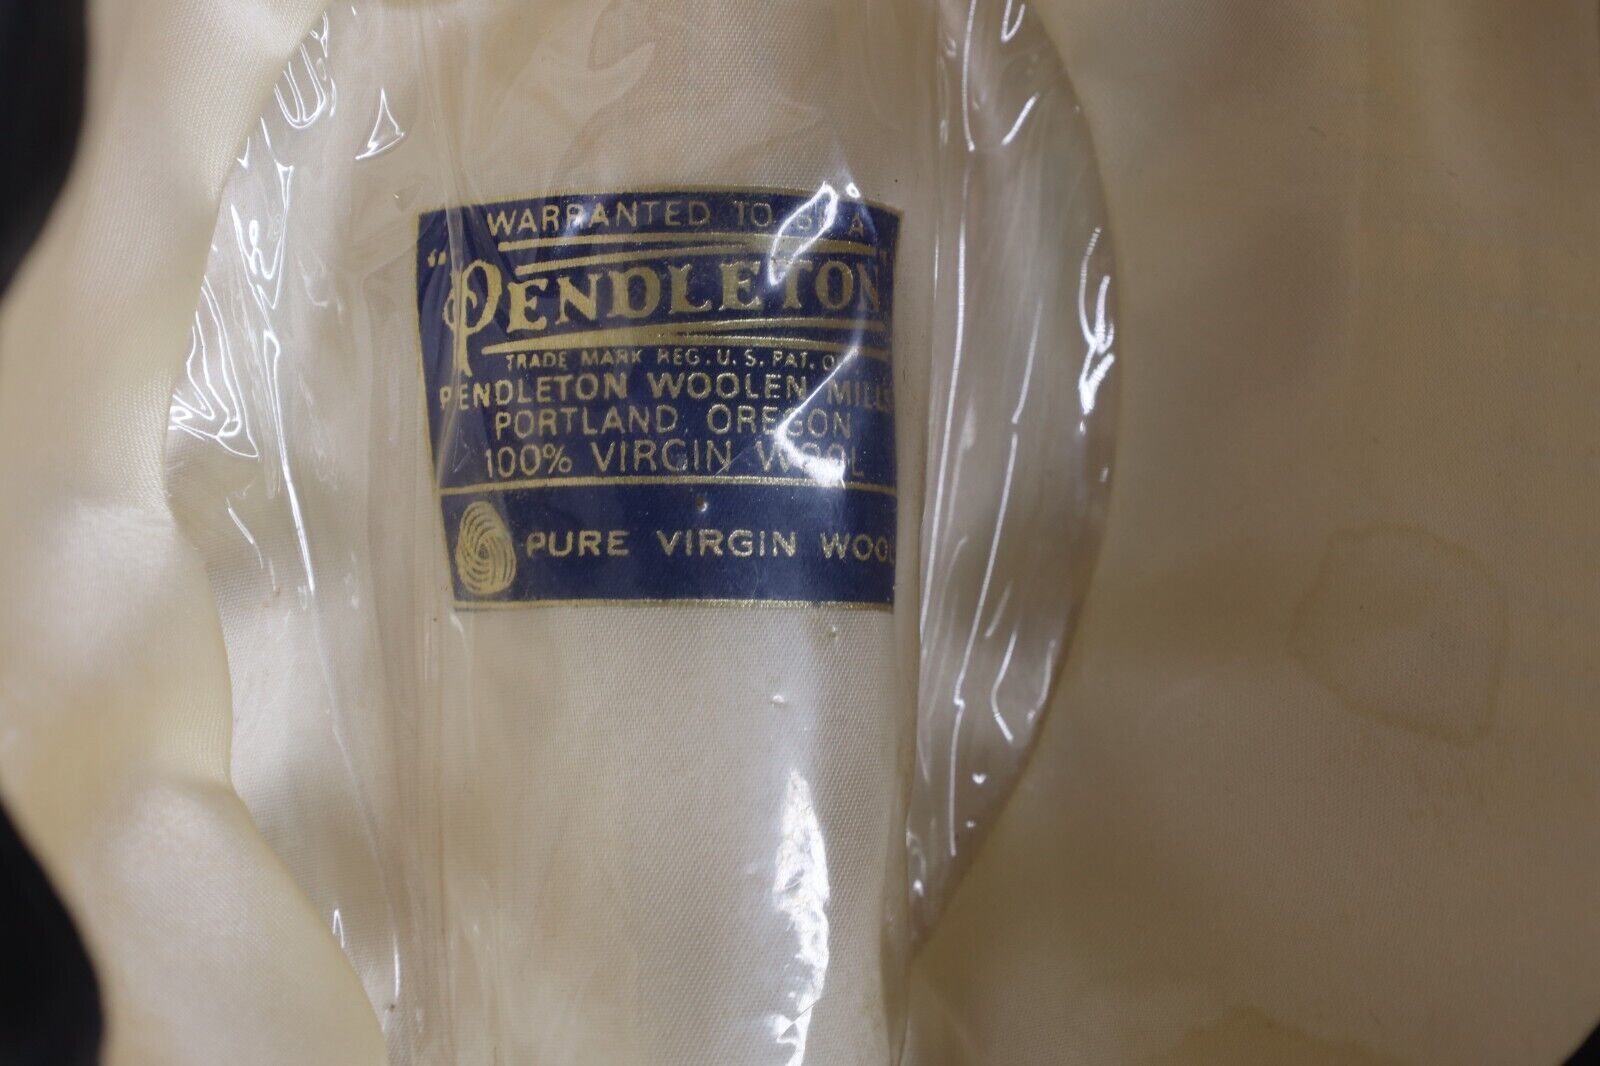 WARRANTED TO BE A
"PENDLETON"
TRADE MARK REG. U.S. PAT.
PENDLETON WOOLEN MILLS
PORTLAND, OREGON
100% VIRGIN WOOL
PURE VIRGIN WOOL